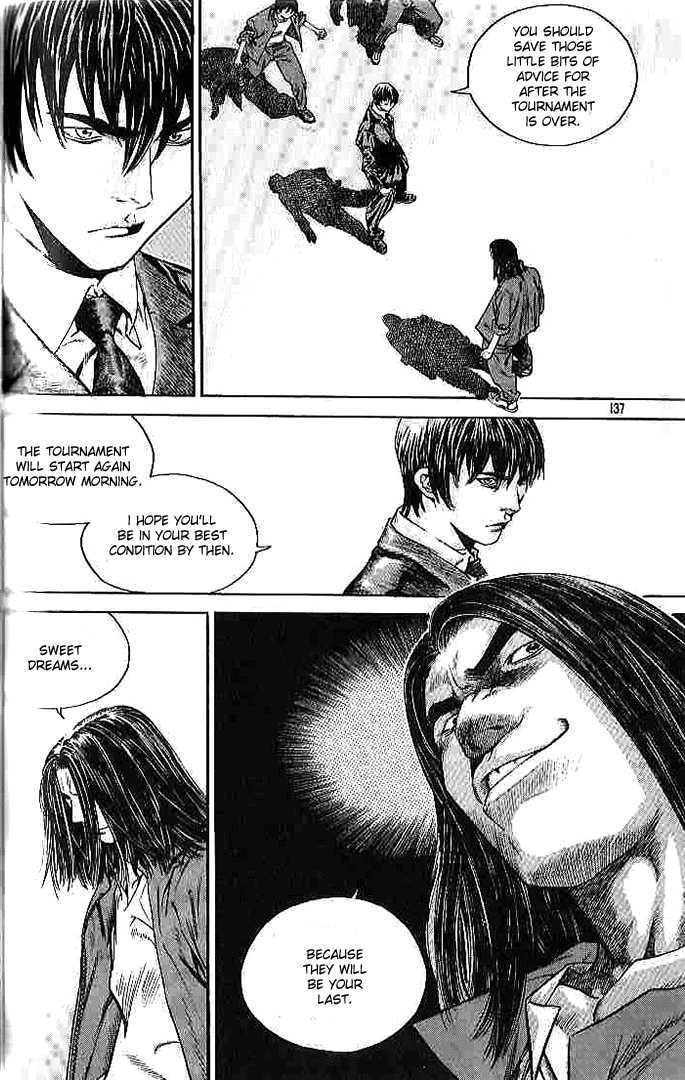 YOU SHOULD
SAVE THOSE
LITTLE BITS OF
ADVICE FOR
AFTER THE
TOURNAMENT
IS OVER.
137
THE TOURNAMENT
WILL START AGAIN
TOMORROW MORNING.
I HOPE YOU'LL
BE IN YOUR BEST
CONDITION BY THEN.
SWEET
DREAMS...
BECAUSE
THEY WILL
BE YOUR
LAST.